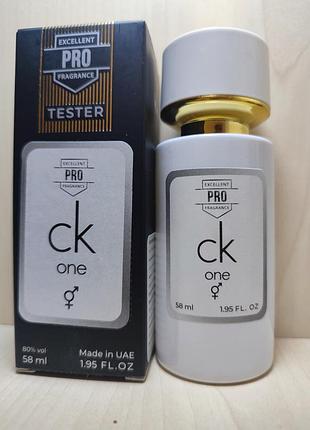 EXCELLENT
PRO
FRAGRANCE
TESTER
EXCELLENT
PRO
FRAGRANCE
ck
one
80% vol
58 ml
Made in UAE
1.95 FL.OZ
EXCELLENT
PRO
FRAGRANCE
ck
one
58 ml
1.95 FL. OZ